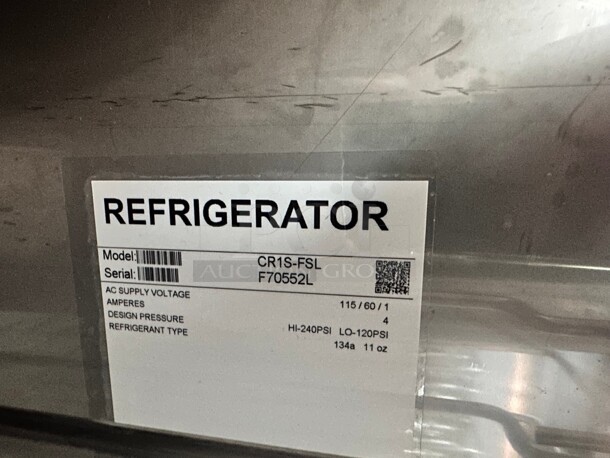 REFRIGERATOR
Model: CR1S-FSL
Serial: F70552L
AC SUPPLY VOLTAGE 115 / 60 / 1
AMPERES 4
DESIGN PRESSURE HI-240PSI LO-120PSI
REFRIGERANT TYPE 134a 11 oz